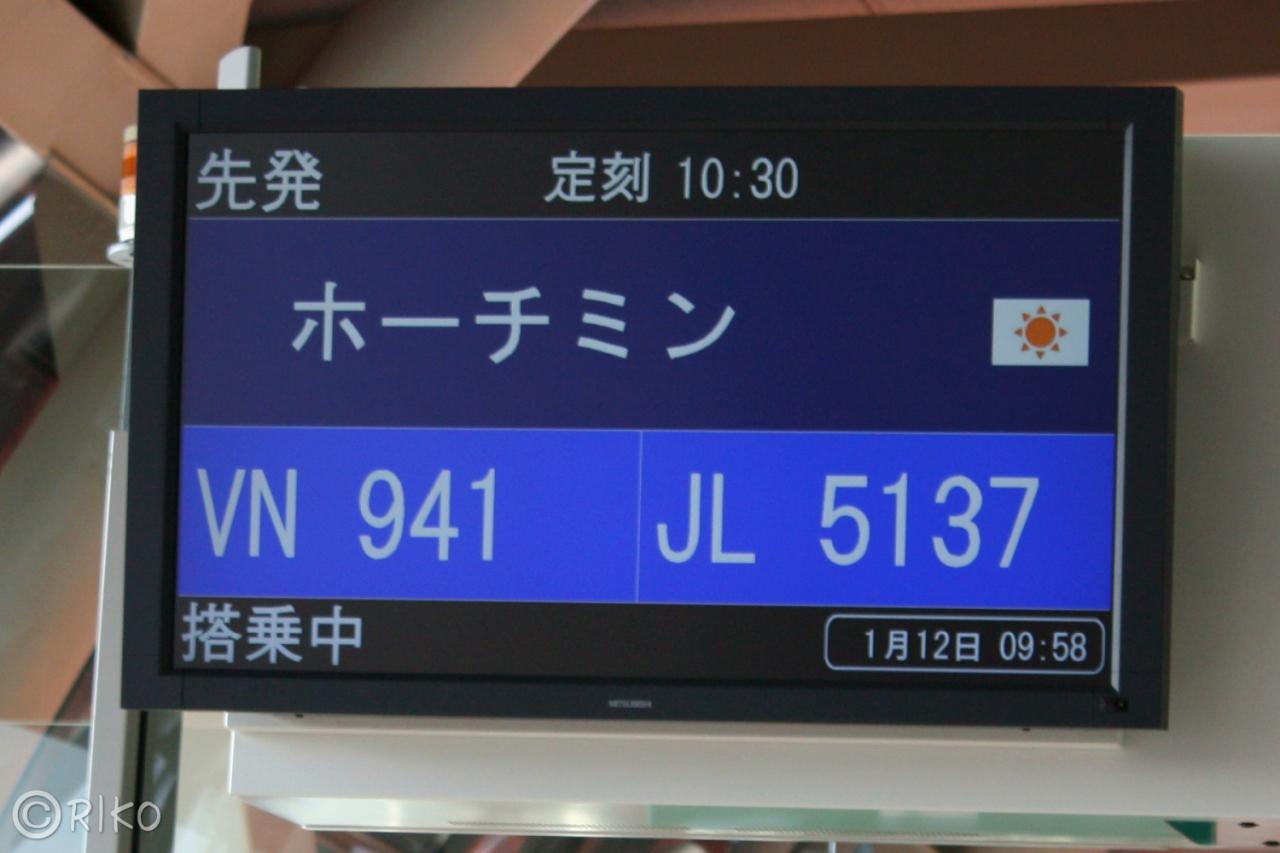 先発 定刻 10:30
ホーチミン
VN 941 JL 5137
搭乗中 1月12日 09:58
MITSUBISHI
©RIKO